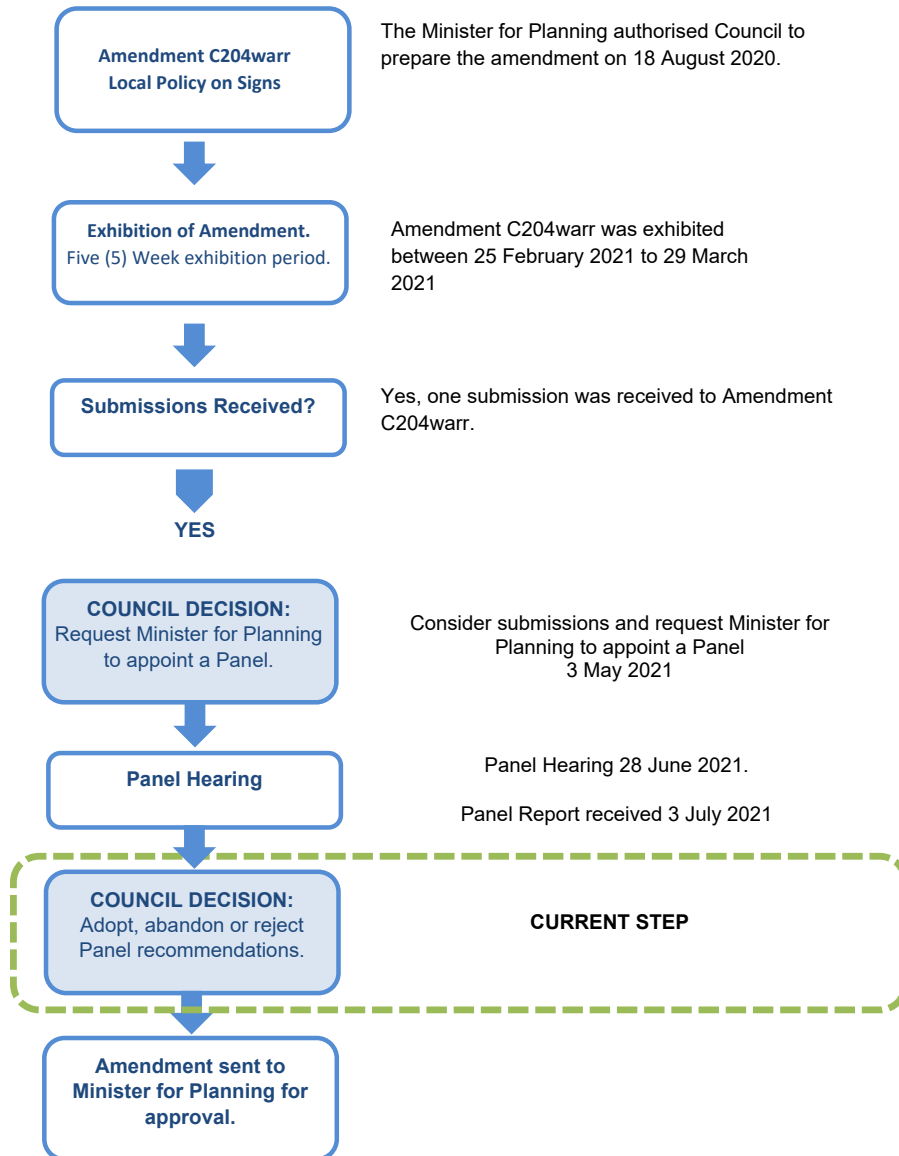 Amendment C204warr
Local Policy on Signs
The Minister for Planning authorised Council to
prepare the amendment on 18 August 2020.
Exhibition of Amendment.
Five (5) Week exhibition period.
Amendment C204warr was exhibited
between 25 February 2021 to 29 March
2021
Submissions Received?
Yes, one submission was received to Amendment
C204warr.
YES
COUNCIL DECISION:
Request Minister for Planning
to appoint a Panel.
Consider submissions and request Minister for
Planning to appoint a Panel
3 May 2021
Panel Hearing
Panel Hearing 28 June 2021.
Panel Report received 3 July 2021
COUNCIL DECISION:
Adopt, abandon or reject
Panel recommendations.
CURRENT STEP
Amendment sent to
Minister for Planning for
approval.